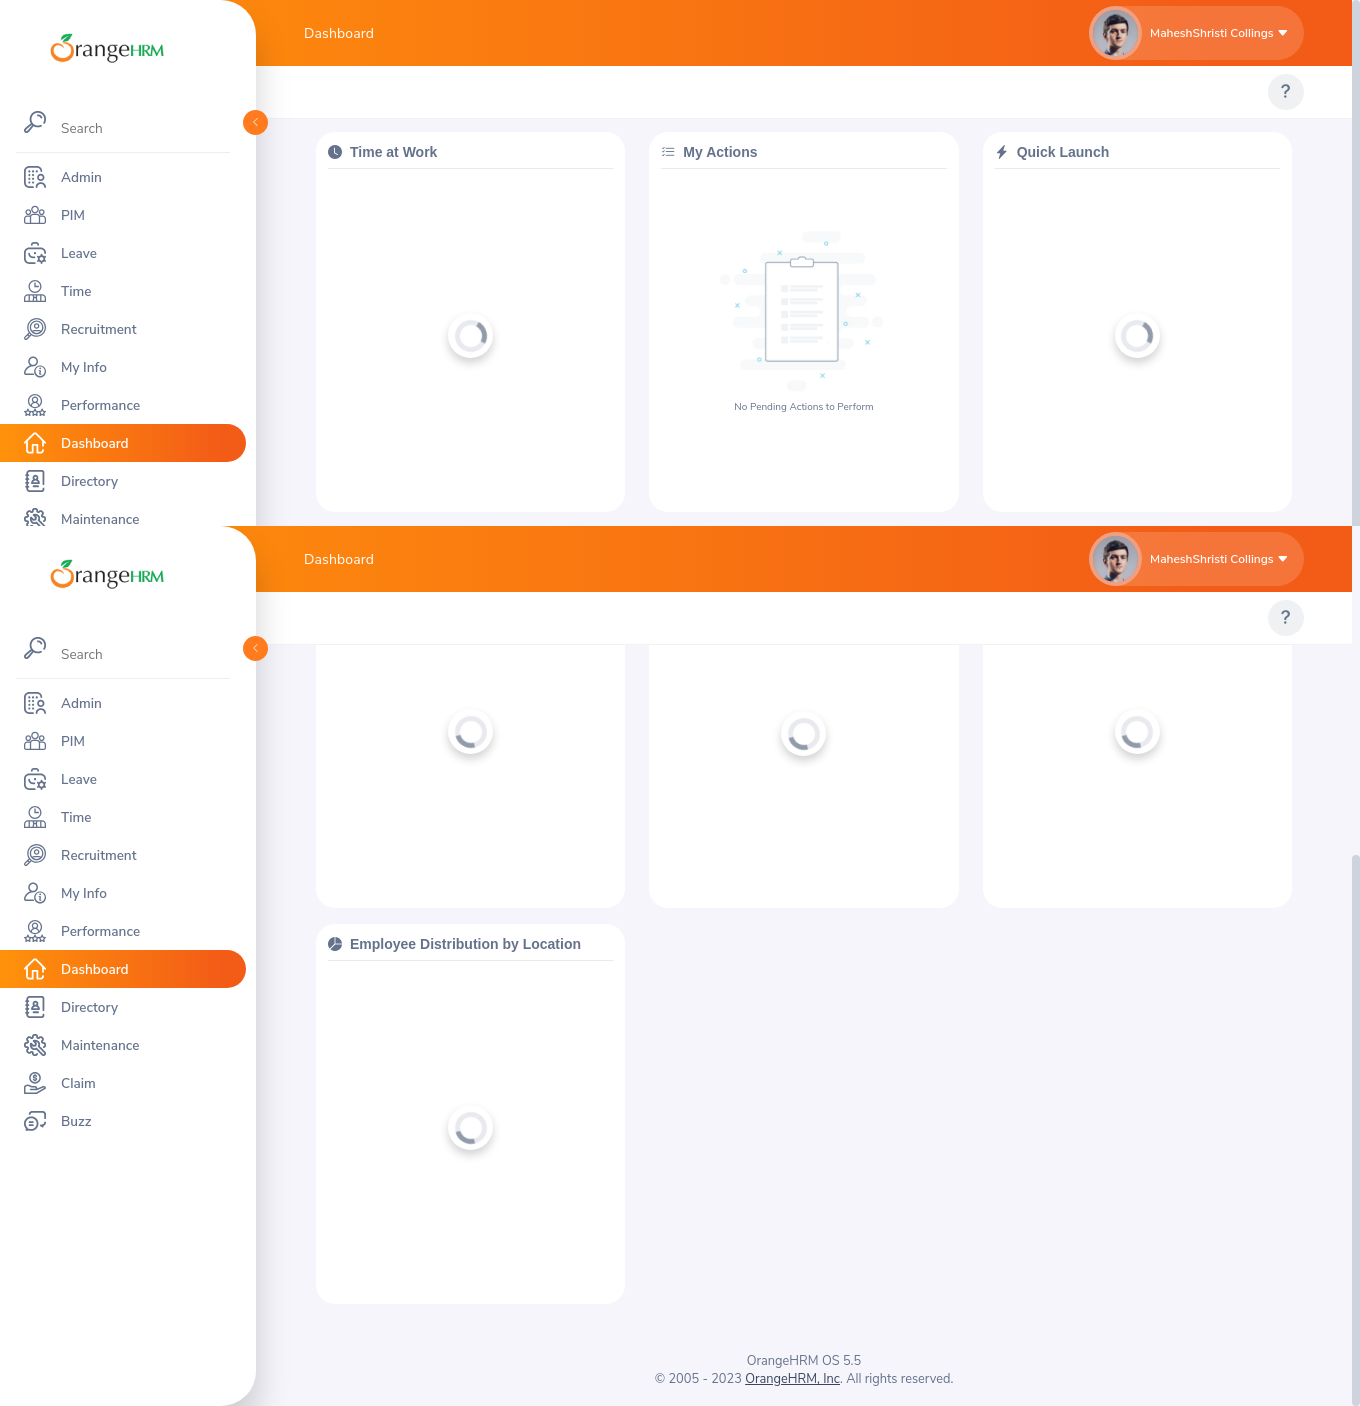 OrangeHRM
Dashboard
MaheshShristi Collings
?
Search
Admin
PIM
Leave
Time
Recruitment
My Info
Performance
Dashboard
Directory
Maintenance
Time at Work
My Actions
No Pending Actions to Perform
Quick Launch
OrangeHRM
Dashboard
MaheshShristi Collings
?
Search
Admin
PIM
Leave
Time
Recruitment
My Info
Performance
Dashboard
Directory
Maintenance
Claim
Buzz
Employee Distribution by Location
OrangeHRM OS 5.5
© 2005 - 2023 OrangeHRM, Inc. All rights reserved.